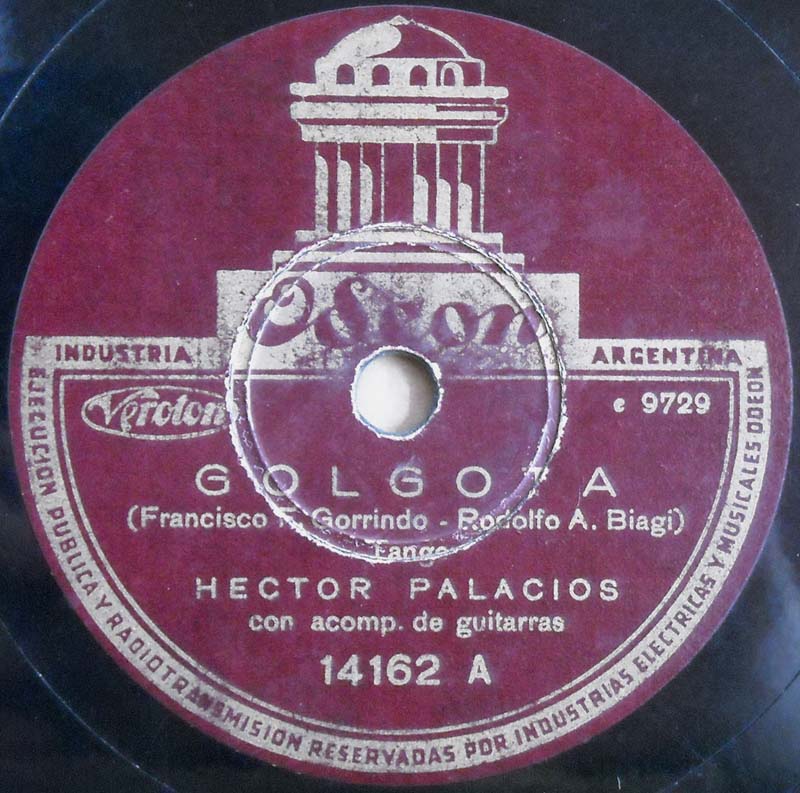 Odeon
INDUSTRIA ARGENTINA
Veroton
e 9729
GOLGOTA
(Francisco F. Gorrindo - Rodolfo A. Biagi)
Tango
HECTOR PALACIOS
con acomp. de guitarras
14162 A
EJECUCION PUBLICA Y RADIOTRANSMISION RESERVADAS POR INDUSTRIAS ELECTRICAS Y MUSICALES ODEON